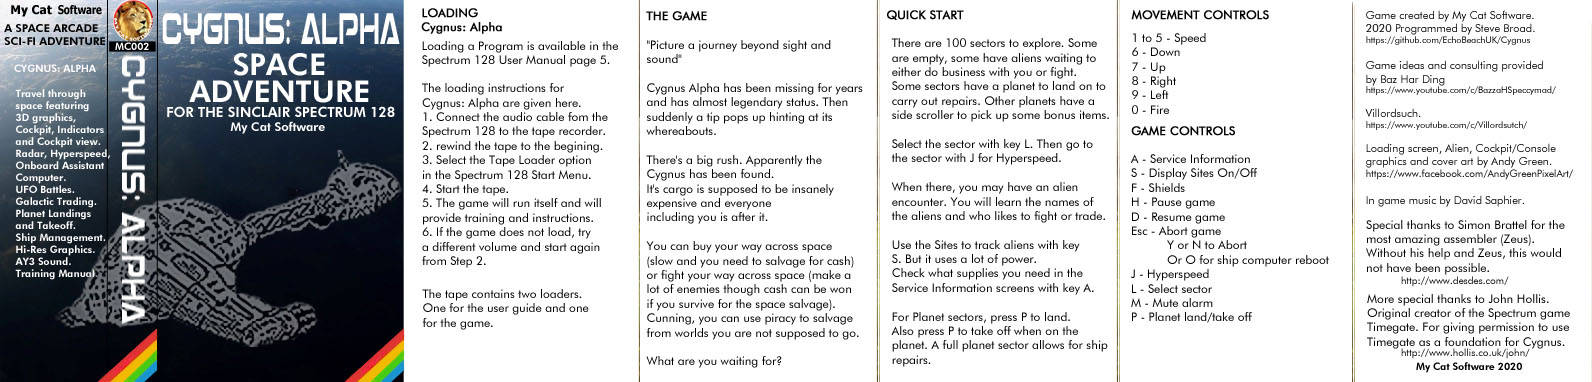 My Cat Software
A SPACE ARCADE
SCI-FI ADVENTURE
CYGNUS: ALPHA
Travel through
space featuring
3D graphics,
Cockpit, Indicators
and Cockpit view.
Radar, Hyperspeed,
Onboard Assistant
Computer.
UFO Battles.
Galactic Trading.
Planet Landings
and Takeoff.
Ship Management.
Hi-Res Graphics.
AY3 Sound.
Training Manual.
MC002
CYGNUS: ALPHA
CYGNUS: ALPHA
SPACE
ADVENTURE
FOR THE SINCLAIR SPECTRUM 128
My Cat Software
LOADING
Cygnus: Alpha
Loading a Program is available in the
Spectrum 128 User Manual page 5.
The loading instructions for
Cygnus: Alpha are given here.
1. Connect the audio cable fom the
Spectrum 128 to the tape recorder.
2. rewind the tape to the begining.
3. Select the Tape Loader option
in the Spectrum 128 Start Menu.
4. Start the tape.
5. The game will run itself and will
provide training and instructions.
6. If the game does not load, try
a different volume and start again
from Step 2.
The tape contains two loaders.
One for the user guide and one
for the game.
THE GAME
"Picture a journey beyond sight and
sound"
Cygnus Alpha has been missing for years
and has almost legendary status. Then
suddenly a tip pops up hinting at its
whereabouts.
There's a big rush. Apparently the
Cygnus has been found.
It's cargo is supposed to be insanely
expensive and everyone
including you is after it.
You can buy your way across space
(slow and you need to salvage for cash)
or fight your way across space (make a
lot of enemies though cash can be won
if you survive for the space salvage).
Cunning, you can use piracy to salvage
from worlds you are not supposed to go.
What are you waiting for?
QUICK START
There are 100 sectors to explore. Some
are empty, some have aliens waiting to
either do business with you or fight.
Some sectors have a planet to land on to
carry out repairs. Other planets have a
side scroller to pick up some bonus items.
Select the sector with key L. Then go to
the sector with J for Hyperspeed.
When there, you may have an alien
encounter. You will learn the names of
the aliens and who likes to fight or trade.
Use the Sites to track aliens with key
S. But it uses a lot of power.
Check what supplies you need in the
Service Information screens with key A.
For Planet sectors, press P to land.
Also press P to take off when on the
planet. A full planet sector allows for ship
repairs.
MOVEMENT CONTROLS
1 to 5 - Speed
6 - Down
7 - Up
8 - Right
9 - Left
0 - Fire
GAME CONTROLS
A - Service Information
S - Display Sites On/Off
F - Shields
H - Pause game
D - Resume game
Esc - Abort game
Y or N to Abort
Or O for ship computer reboot
J - Hyperspeed
L - Select sector
M - Mute alarm
P - Planet land/take off
Game created by My Cat Software.
2020 Programmed by Steve Broad.
https://github.com/EchoBeachUK/Cygnus
Game ideas and consulting provided
by Baz Har Ding
https://www.youtube.com/c/BazzaHSpeccymad/
Villordsuch.
https://www.youtube.com/c/Villordsutch/
Loading screen, Alien, Cockpit/Console
graphics and cover art by Andy Green.
https://www.facebook.com/AndyGreenPixelArt/
In game music by David Saphier.
Special thanks to Simon Brattel for the
most amazing assembler (Zeus).
Without his help and Zeus, this would
not have been possible.
http://www.desdes.com/
More special thanks to John Hollis.
Original creator of the Spectrum game
Timegate. For giving permission to use
Timegate as a foundation for Cygnus.
http://www.hollis.co.uk/john/
My Cat Software 2020